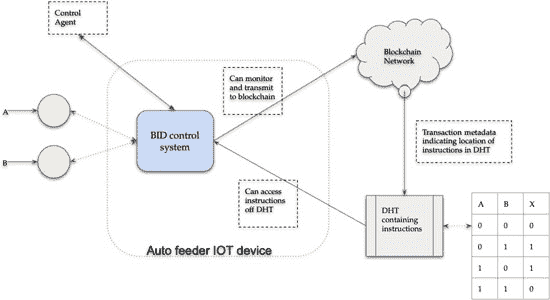 Control
Agent
Blockchain
Network
Can monitor
and transmit
to blockchain
A
B
BID control
system
Transaction metadata
indicating location of
instructions in DHT
Can access
instructions
off DHT
Auto feeder IOT device
DHT
containing
instructions
A B X
0 0 0
0 1 1
1 0 1
1 1 0